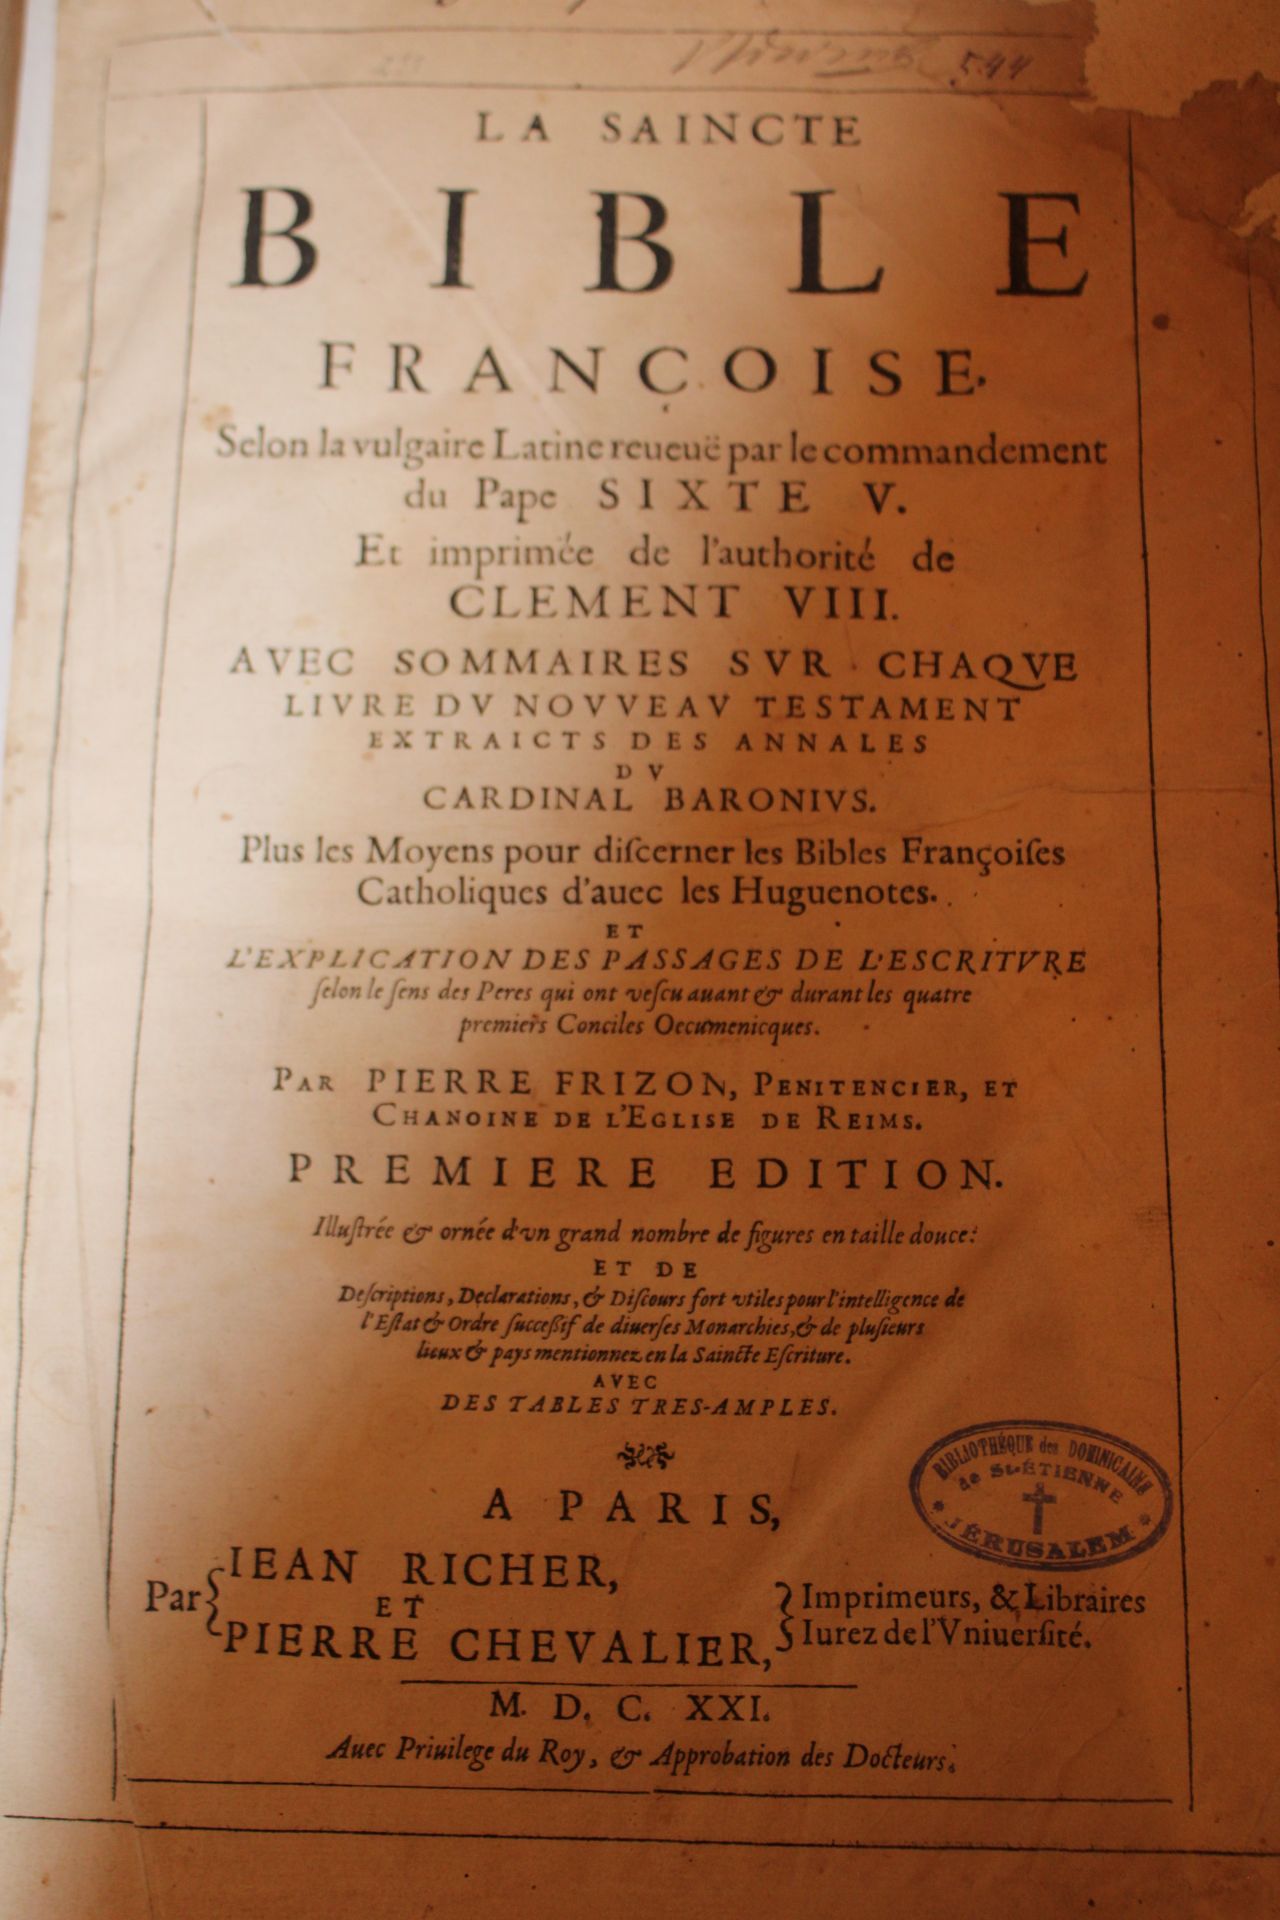 544
LA SAINCTE
BIBLE
FRANÇOISE,
Selon la vulgaire Latine reueuë par le commandement
du Pape SIXTE V.
Et imprimée de l'authorité de
CLEMENT VIII.
AVEC SOMMAIRES SVR CHAQVE
LIVRE DV NOVVEAV TESTAMENT
EXTRAICTS DES ANNALES
DV
CARDINAL BARONIVS.
Plus les Moyens pour diſcerner les Bibles Françoiſes
Catholiques d'auec les Huguenotes.
ET
L'EXPLICATION DES PASSAGES DE L'ESCRITVRE
ſelon le ſens des Peres qui ont veſcu auant & durant les quatre
premiers Conciles Oecumenicques.
PAR PIERRE FRIZON, PENITENCIER, ET
CHANOINE DE L'EGLISE DE REIMS.
PREMIERE EDITION.
Illuſtrée & ornée d'vn grand nombre de figures en taille douce:
ET DE
Deſcriptions, Declarations, & Diſcours fort vtiles pour l'intelligence de
l'Eſtat & Ordre ſucceßif de diuerſes Monarchies, & de pluſieurs
lieux & pays mentionnez en la Saincte Eſcriture.
AVEC
DES TABLES TRES-AMPLES.
A PARIS,
Par IEAN RICHER,
ET
PIERRE CHEVALIER,
Imprimeurs, & Libraires
Iurez de l'Vniuerſité.
M. D. C. XXI.
Auec Priuilege du Roy, & Approbation des Docteurs.
BIBLIOTHÉQUE des DOMINICAINS
de St-ÉTIENNE
JÉRUSALEM